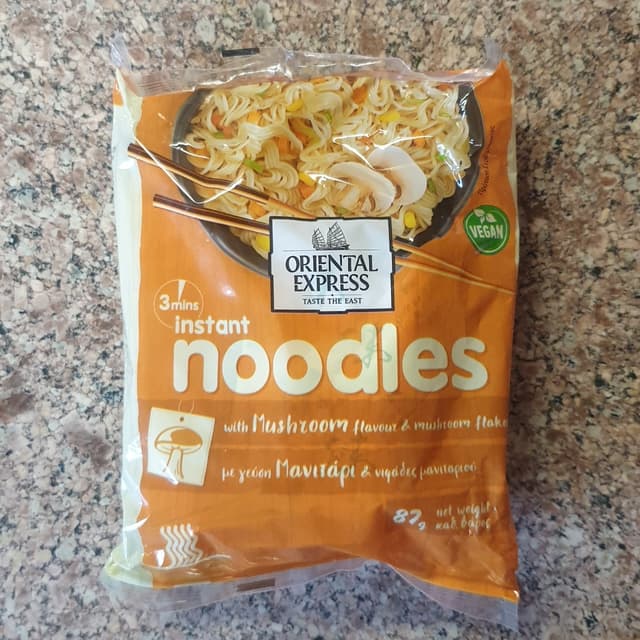 VEGAN
ORIENTAL
EXPRESS
TASTE THE EAST
3 mins
instant
noodles
with Mushroom flavour & mushroom flake
με γεύση Μανιτάρι & νιφάδες μανιταριού
87g net weight
καθ. βάρος